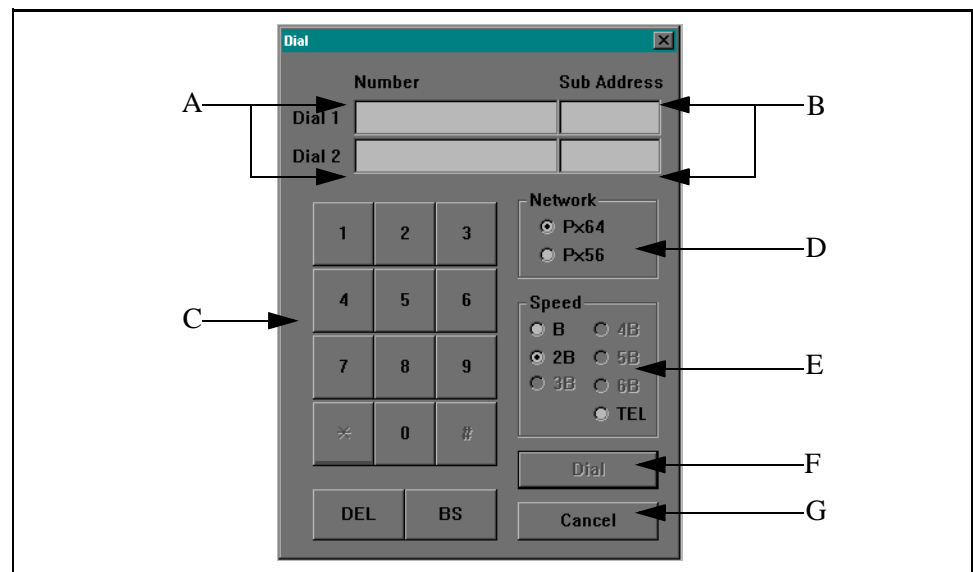 Dial
Number Sub Address
A B
Dial 1
Dial 2
Network
1 2 3 Px64
Px56 D
4 5 6 Speed
C B 4B
2B 5B E
7 8 9 3B 6B
TEL
* 0 #
Dial F
DEL BS Cancel G